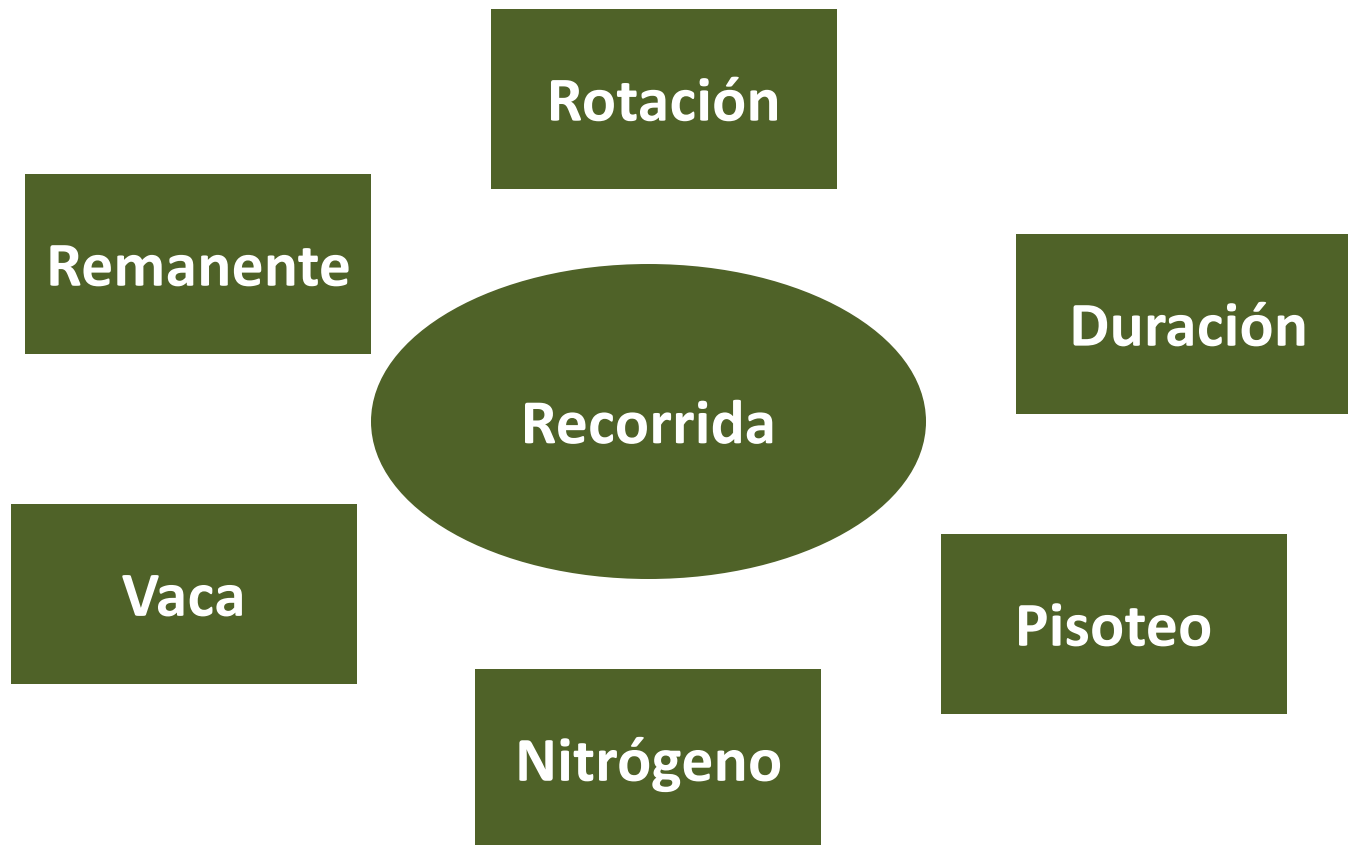 Rotación
Remanente
Duración
Recorrida
Vaca
Pisoteo
Nitrógeno